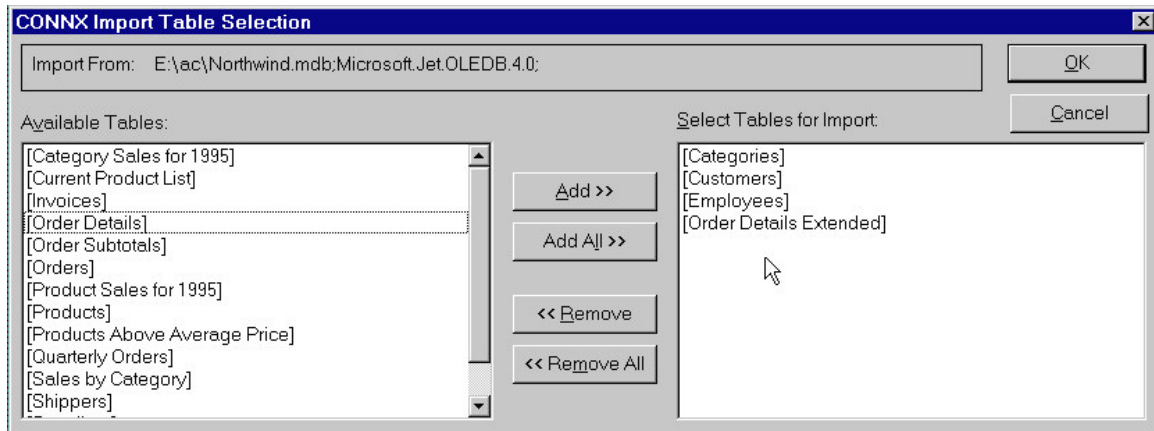 CONNX Import Table Selection
Import From: E:\ac\Northwind.mdb;Microsoft.Jet.OLEDB.4.0;
OK
Cancel
Available Tables:
[Category Sales for 1995]
[Current Product List]
[Invoices]
[Order Details]
[Order Subtotals]
[Orders]
[Product Sales for 1995]
[Products]
[Products Above Average Price]
[Quarterly Orders]
[Sales by Category]
[Shippers]
Add >>
Add All >>
<< Remove
<< Remove All
Select Tables for Import:
[Categories]
[Customers]
[Employees]
[Order Details Extended]